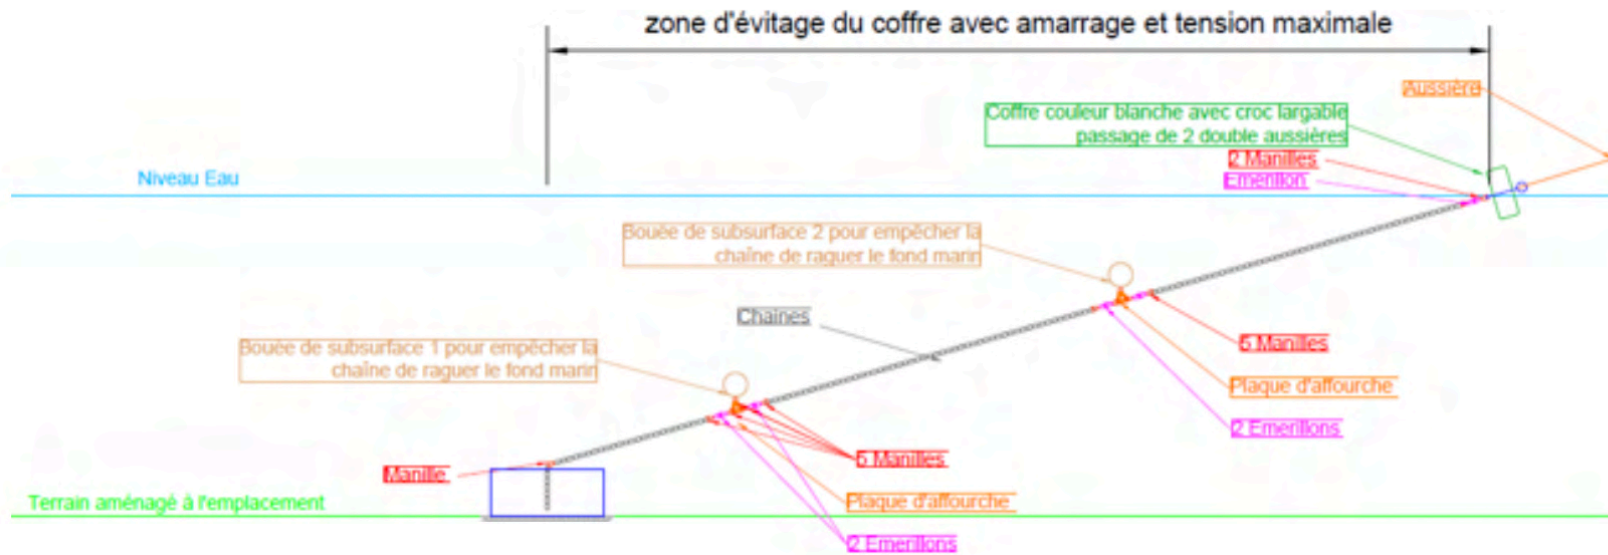 zone d'évitage du coffre avec amarrage et tension maximale
Aussière
Coffre couleur blanche avec croc largable
passage de 2 double aussières
2 Manilles
Emerillon
Niveau Eau
Bouée de subsurface 2 pour empêcher la
chaîne de raguer le fond marin
Chaines
5 Manilles
Bouée de subsurface 1 pour empêcher la
chaîne de raguer le fond marin
Plaque d'affourche
2 Emerillons
5 Manilles
Manille
Terrain aménagé à l'emplacement
Plaque d'affourche
2 Emerillons